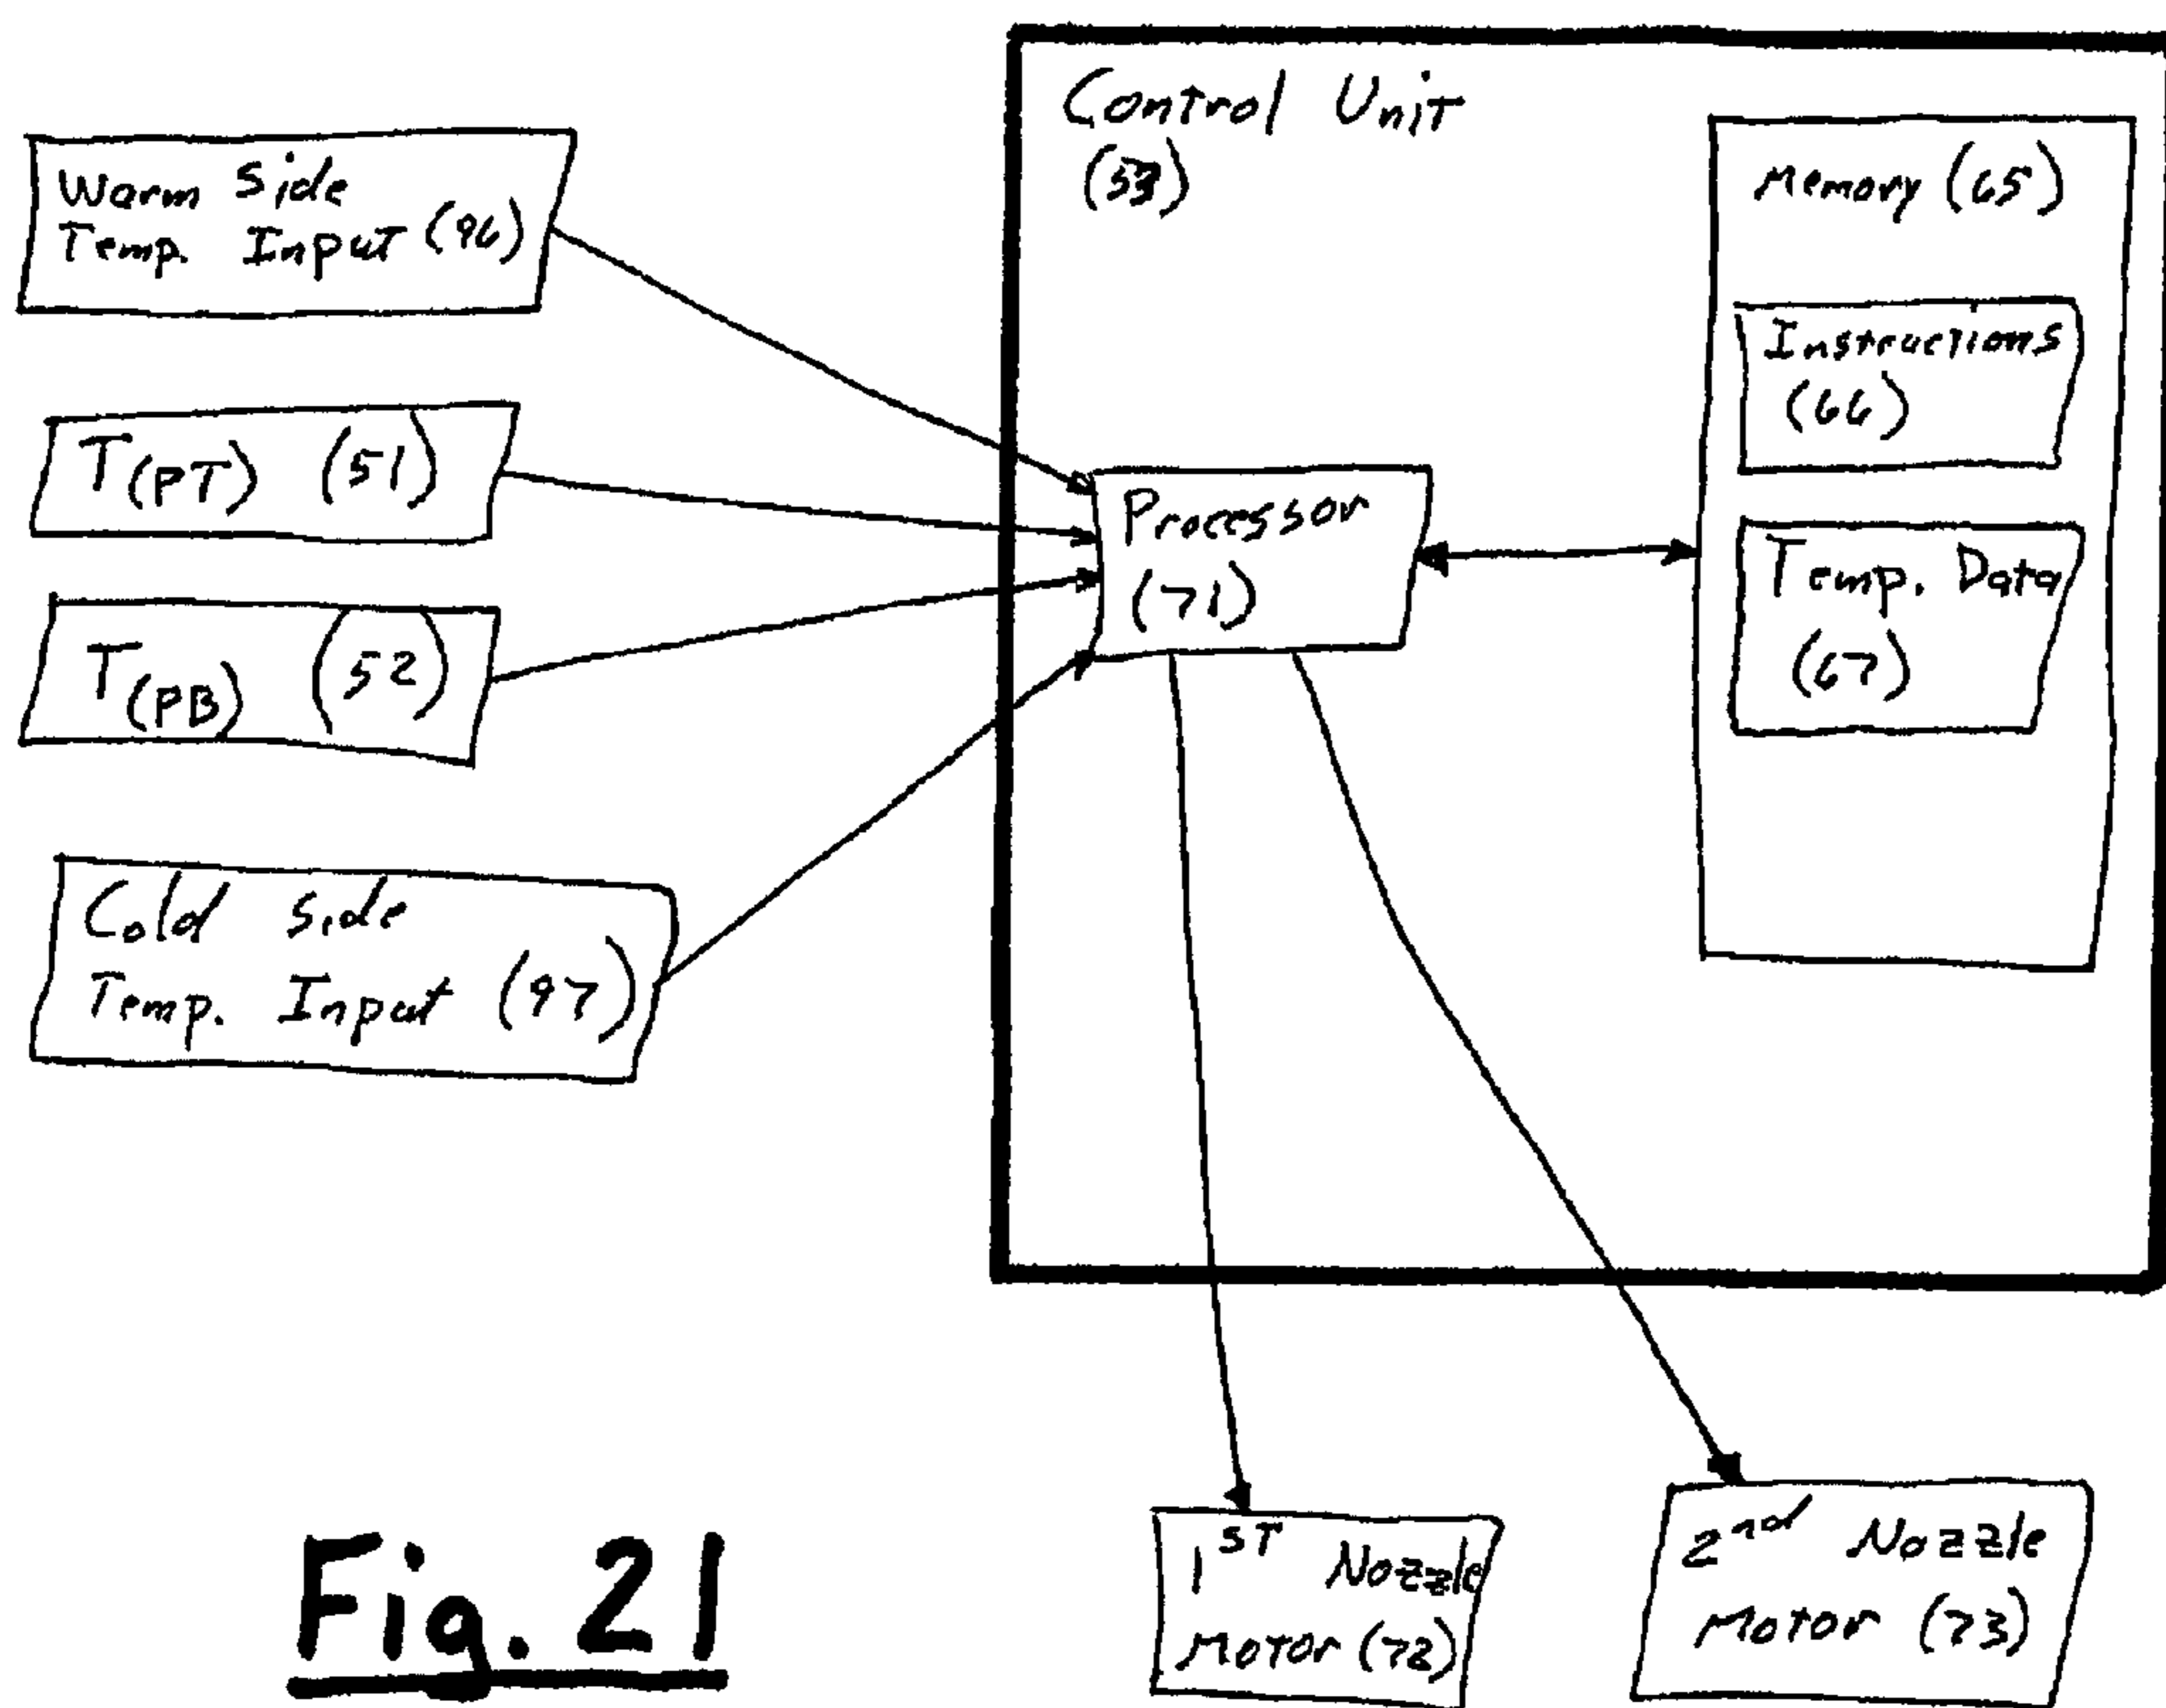 Control Unit
(53)
Warm Side
Temp. Input (96)
T(PT) (51)
T(PB) (52)
Cold Side
Temp. Input (97)
Processor
(71)
Memory (65)
Instructions
(66)
Temp. Data
(67)
1ST Nozzle
Motor (72)
2nd Nozzle
Motor (73)
Fig. 21